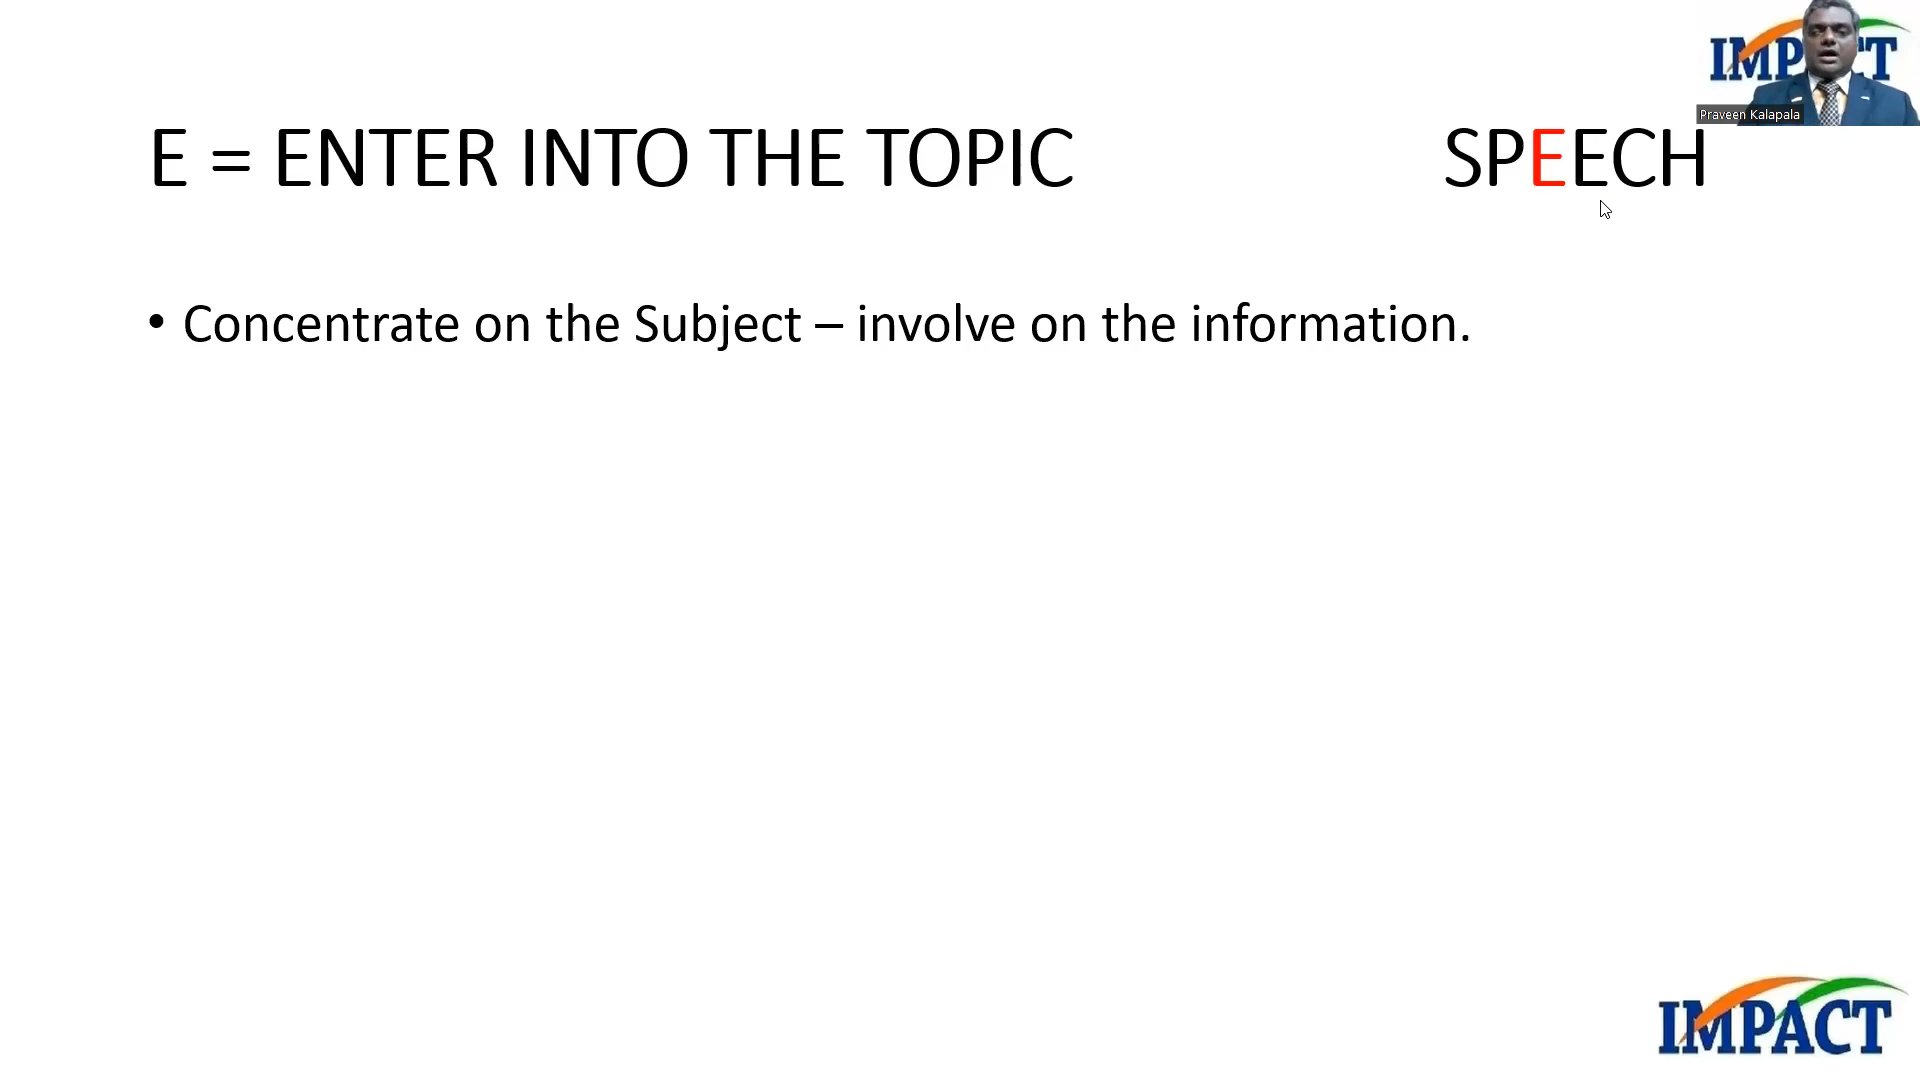 IMPACT
Praveen Kalapala
E = ENTER INTO THE TOPIC SPEECH
• Concentrate on the Subject – involve on the information.
IMPACT